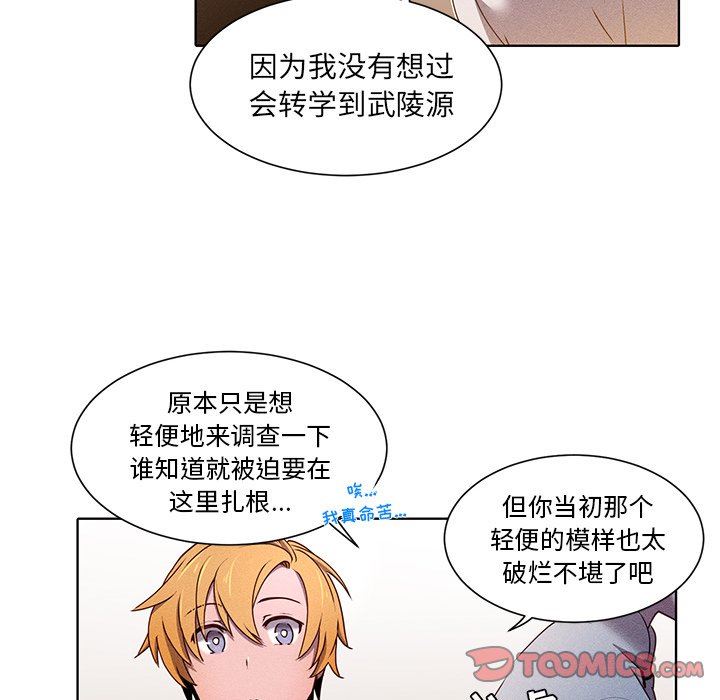 因为我没有想过
会转学到武陵源
原本只是想
轻便地来调查一下
谁知道就被迫要在
这里扎根...
唉...
我真命苦...
但你当初那个
轻便的模样也太
破烂不堪了吧
TOOMICS
TOOMICS.COM